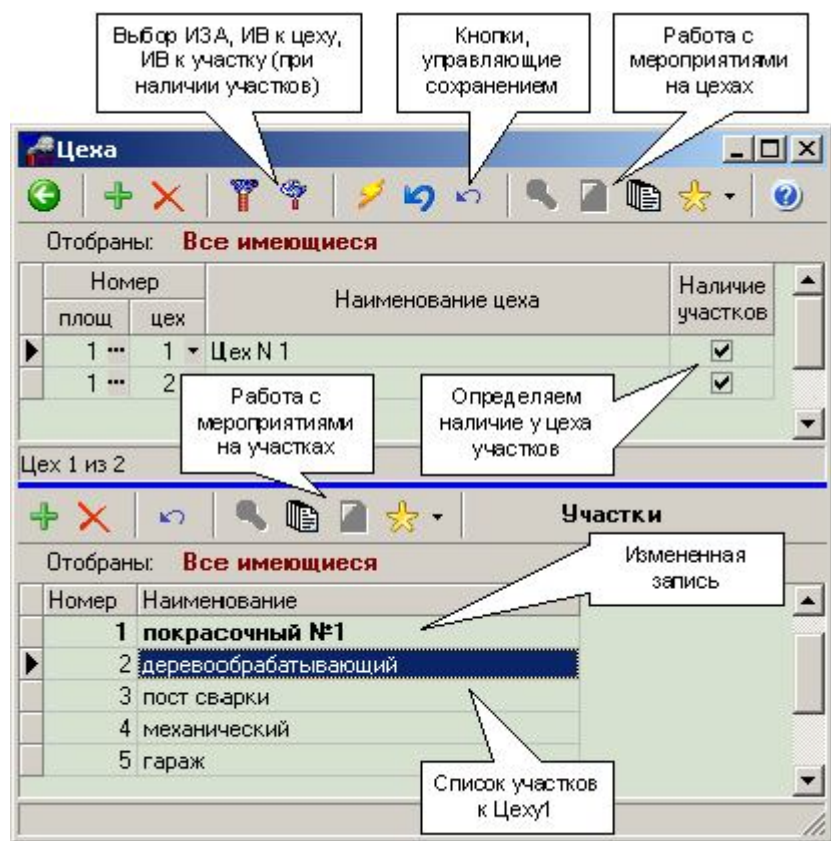 Выбор ИЗА, ИВ к цеху,
ИВ к участку (при
наличии участков)
Кнопки,
управляющие
сохранением
Работа с
мероприятиями
на цехах
Цеха
Отобраны: Все имеющиеся
Номер
площ
цех
Наименование цеха
Наличие
участков
1 ... 1 Цех N 1
1 ... 2
Работа с
мероприятиями
на участках
Определяем
наличие у цеха
участков
Цех 1 из 2
Участки
Отобраны: Все имеющиеся
Измененная
запись
Номер Наименование
1 покрасочный №1
2 деревообрабатывающий
3 пост сварки
4 механический
5 гараж
Список участков
к Цеху1